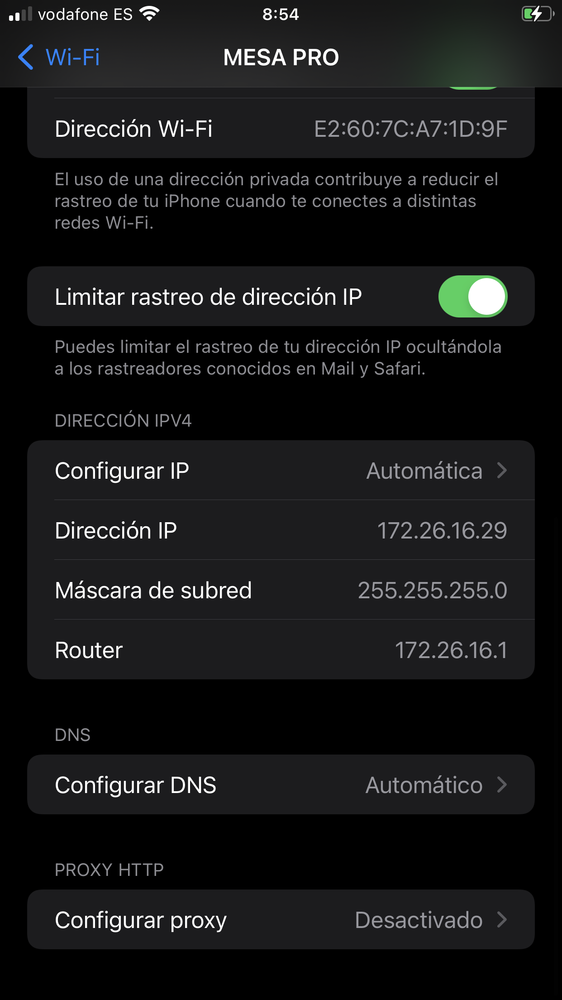 vodafone ES
8:54
Wi-Fi
MESA PRO
Dirección Wi-Fi
E2:60:7C:A7:1D:9F
El uso de una dirección privada contribuye a reducir el
rastreo de tu iPhone cuando te conectes a distintas
redes Wi-Fi.
Limitar rastreo de dirección IP
Puedes limitar el rastreo de tu dirección IP ocultándola
a los rastreadores conocidos en Mail y Safari.
DIRECCIÓN IPV4
Configurar IP
Automática
Dirección IP
172.26.16.29
Máscara de subred
255.255.255.0
Router
172.26.16.1
DNS
Configurar DNS
Automático
PROXY HTTP
Configurar proxy
Desactivado